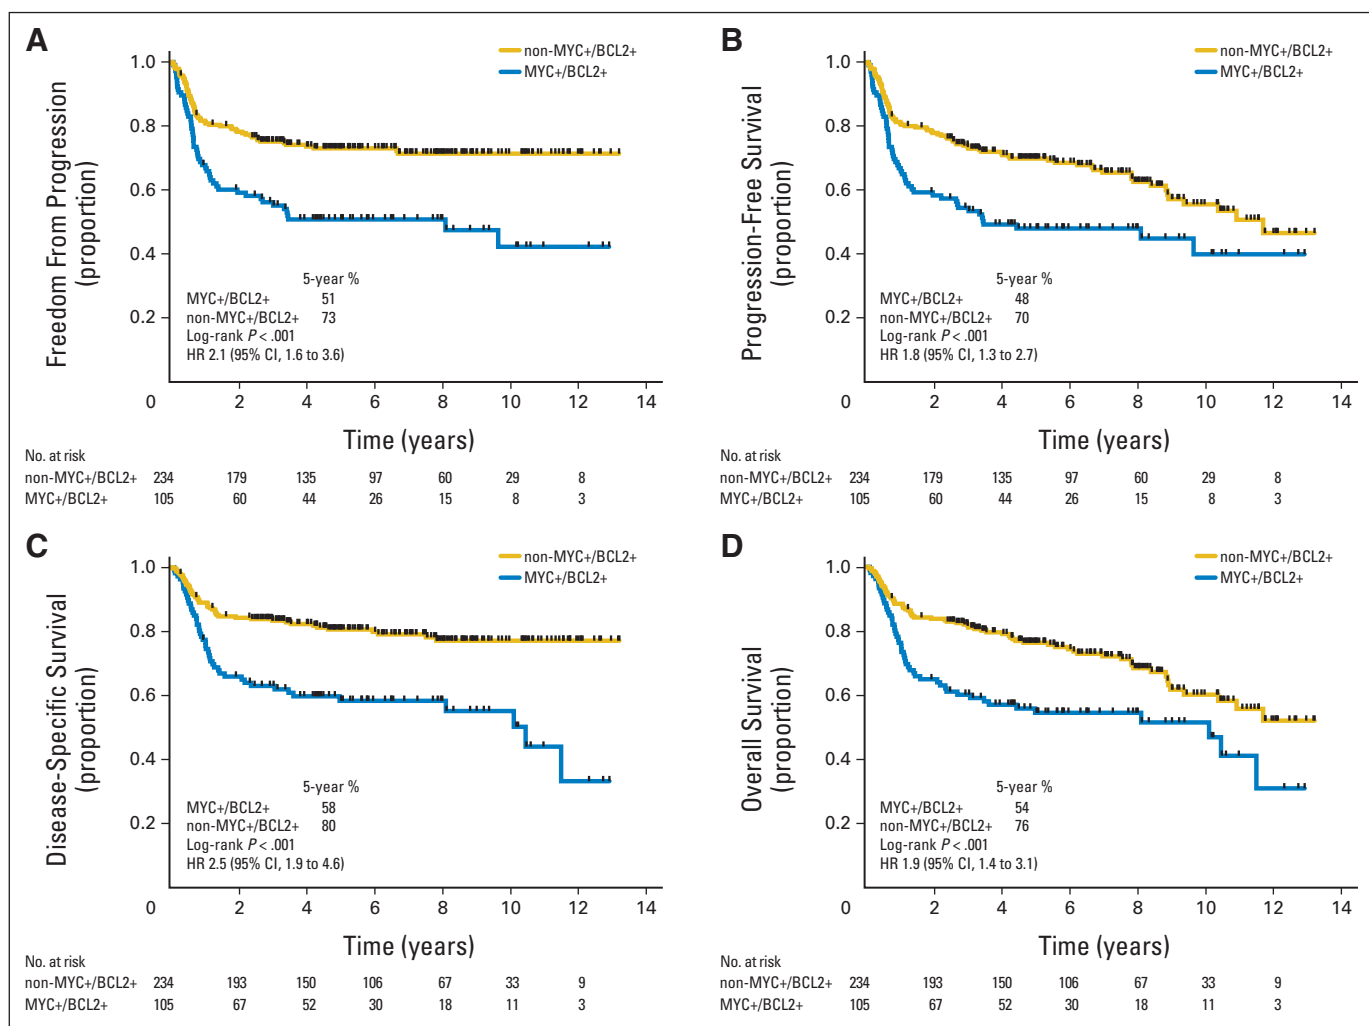 A
non-MYC+/BCL2+
MYC+/BCL2+
Freedom From Progression
(proportion)
1.0
0.8
0.6
0.4
0.2
5-year %
MYC+/BCL2+ 51
non-MYC+/BCL2+ 73
Log-rank P < .001
HR 2.1 (95% CI, 1.6 to 3.6)
0 2 4 6 8 10 12 14
Time (years)
No. at risk
non-MYC+/BCL2+ 234 179 135 97 60 29 8
MYC+/BCL2+ 105 60 44 26 15 8 3
B
non-MYC+/BCL2+
MYC+/BCL2+
Progression-Free Survival
(proportion)
1.0
0.8
0.6
0.4
0.2
5-year %
MYC+/BCL2+ 48
non-MYC+/BCL2+ 70
Log-rank P < .001
HR 1.8 (95% CI, 1.3 to 2.7)
0 2 4 6 8 10 12 14
Time (years)
No. at risk
non-MYC+/BCL2+ 234 179 135 97 60 29 8
MYC+/BCL2+ 105 60 44 26 15 8 3
C
non-MYC+/BCL2+
MYC+/BCL2+
Disease-Specific Survival
(proportion)
1.0
0.8
0.6
0.4
0.2
5-year %
MYC+/BCL2+ 58
non-MYC+/BCL2+ 80
Log-rank P < .001
HR 2.5 (95% CI, 1.9 to 4.6)
0 2 4 6 8 10 12 14
Time (years)
No. at risk
non-MYC+/BCL2+ 234 193 150 106 67 33 9
MYC+/BCL2+ 105 67 52 30 18 11 3
D
non-MYC+/BCL2+
MYC+/BCL2+
Overall Survival
(proportion)
1.0
0.8
0.6
0.4
0.2
5-year %
MYC+/BCL2+ 54
non-MYC+/BCL2+ 76
Log-rank P < .001
HR 1.9 (95% CI, 1.4 to 3.1)
0 2 4 6 8 10 12 14
Time (years)
No. at risk
non-MYC+/BCL2+ 234 193 150 106 67 33 9
MYC+/BCL2+ 105 67 52 30 18 11 3